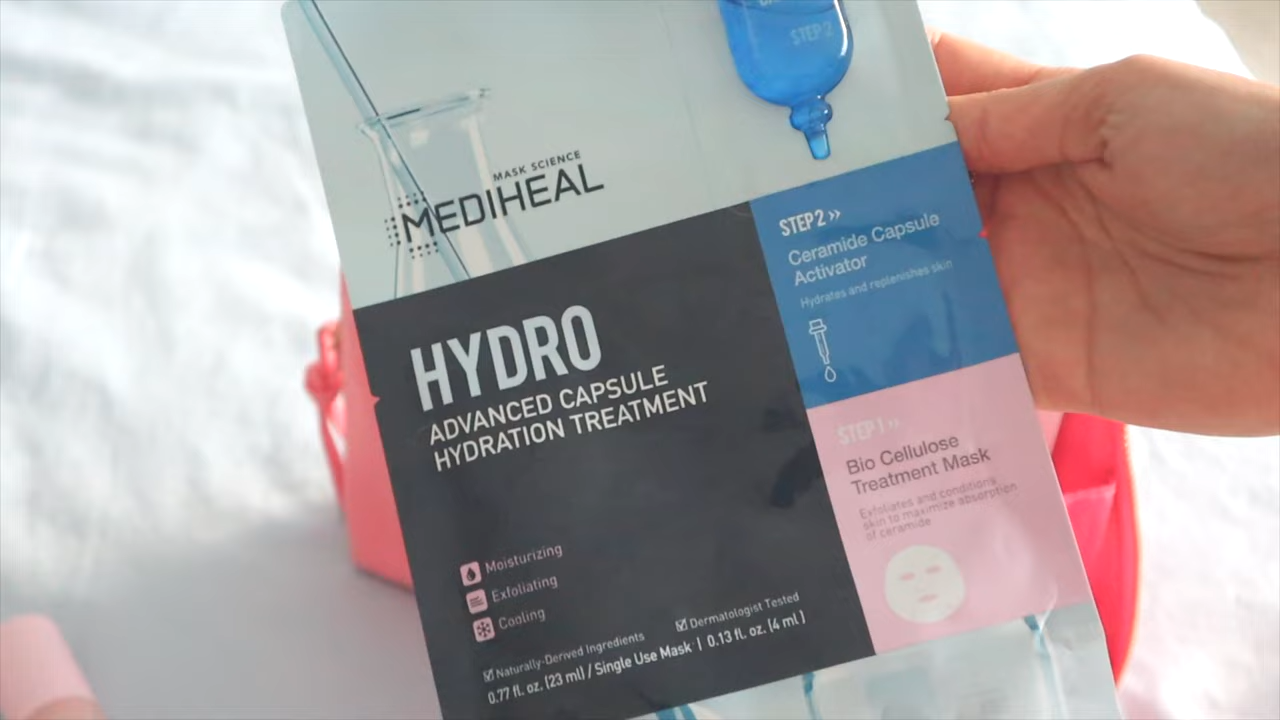 STEP 2
MASK SCIENCE
MEDIHEAL
HYDRO
ADVANCED CAPSULE
HYDRATION TREATMENT
Moisturizing
Exfoliating
Cooling
☑ Naturally-Derived Ingredients ☑ Dermatologist Tested
0.77 fl. oz. (23 ml) / Single Use Mask | 0.13 fl. oz. (4 ml)
STEP 2 »
Ceramide Capsule
Activator
Hydrates and replenishes skin
STEP 1 »
Bio Cellulose
Treatment Mask
Exfoliates and conditions
skin to maximize absorption
of ceramide